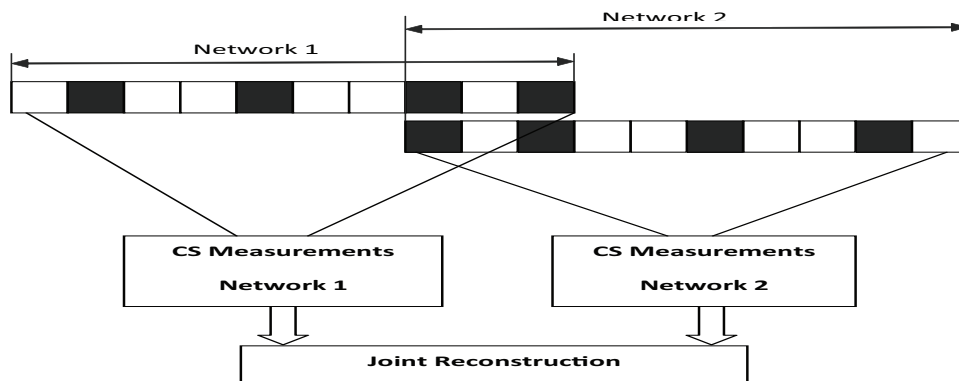 Network 2
Network 1
CS Measurements
Network 1
CS Measurements
Network 2
Joint Reconstruction